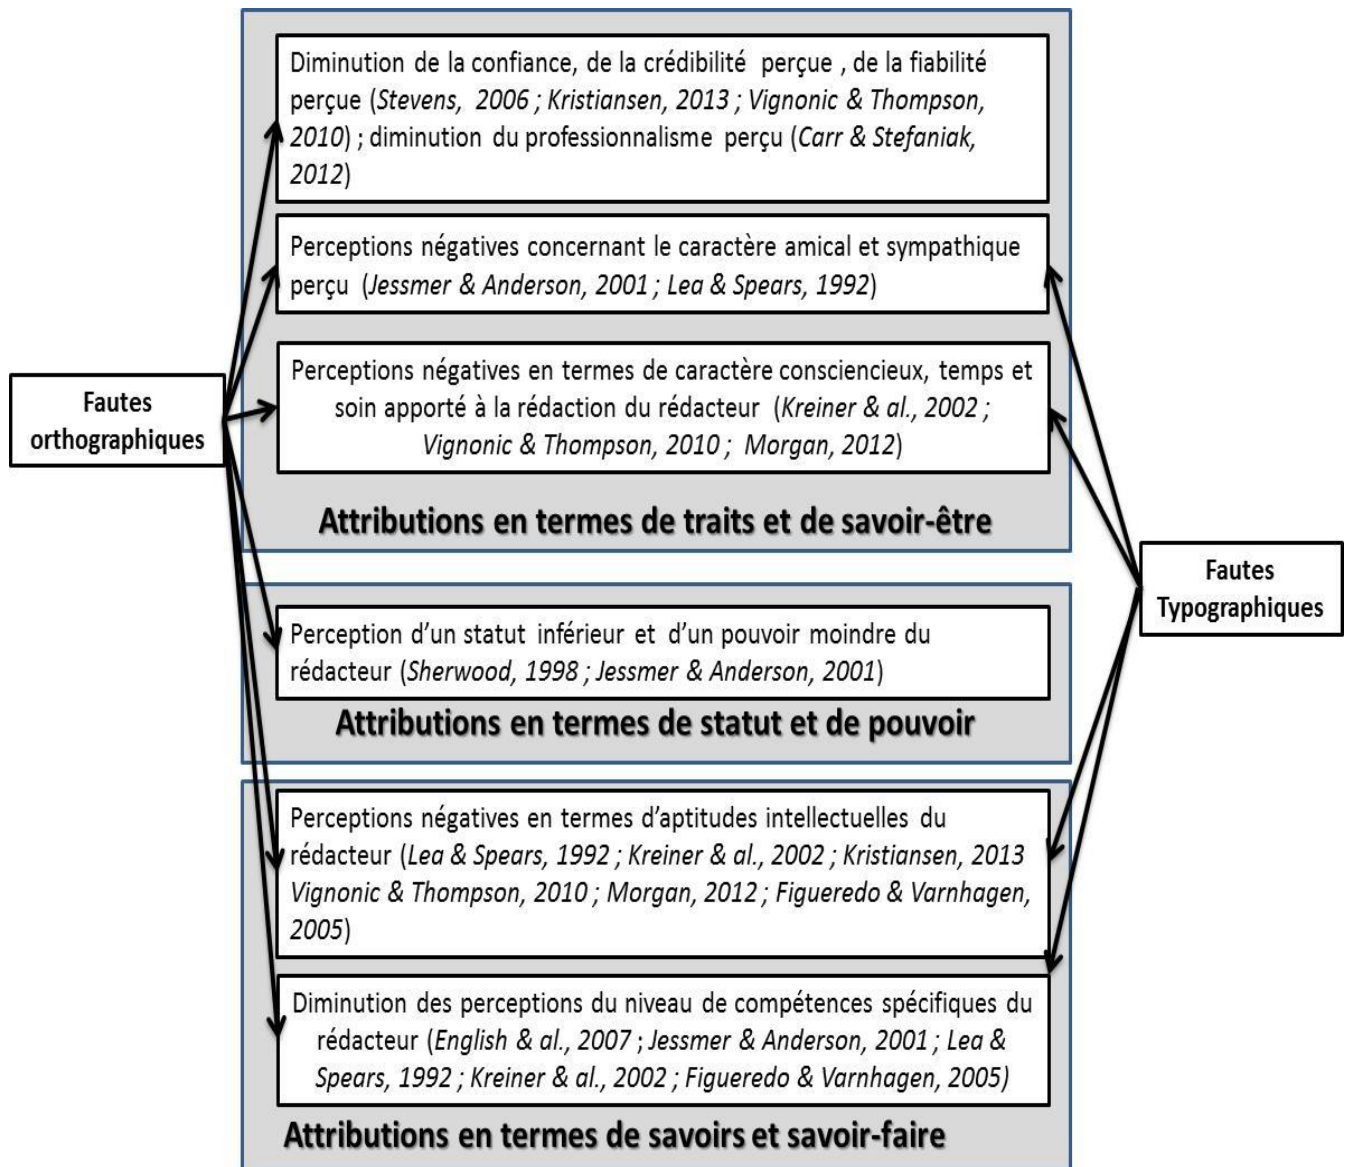 Diminution de la confiance, de la crédibilité perçue , de la fiabilité
perçue (Stevens, 2006 ; Kristiansen, 2013 ; Vignonic & Thompson,
2010) ; diminution du professionnalisme perçu (Carr & Stefaniak,
2012)
Perceptions négatives concernant le caractère amical et sympathique
perçu (Jessmer & Anderson, 2001 ; Lea & Spears, 1992)
Perceptions négatives en termes de caractère consciencieux, temps et
soin apporté à la rédaction du rédacteur (Kreiner & al., 2002 ;
Vignonic & Thompson, 2010 ; Morgan, 2012)
Attributions en termes de traits et de savoir-être
Fautes
orthographiques
Fautes
Typographiques
Perception d'un statut inférieur et d'un pouvoir moindre du
rédacteur (Sherwood, 1998 ; Jessmer & Anderson, 2001)
Attributions en termes de statut et de pouvoir
Perceptions négatives en termes d'aptitudes intellectuelles du
rédacteur (Lea & Spears, 1992 ; Kreiner & al., 2002 ; Kristiansen, 2013
Vignonic & Thompson, 2010 ; Morgan, 2012 ; Figueredo & Varnhagen,
2005)
Diminution des perceptions du niveau de compétences spécifiques du
rédacteur (English & al., 2007 ; Jessmer & Anderson, 2001 ; Lea &
Spears, 1992 ; Kreiner & al., 2002 ; Figueredo & Varnhagen, 2005)
Attributions en termes de savoirs et savoir-faire